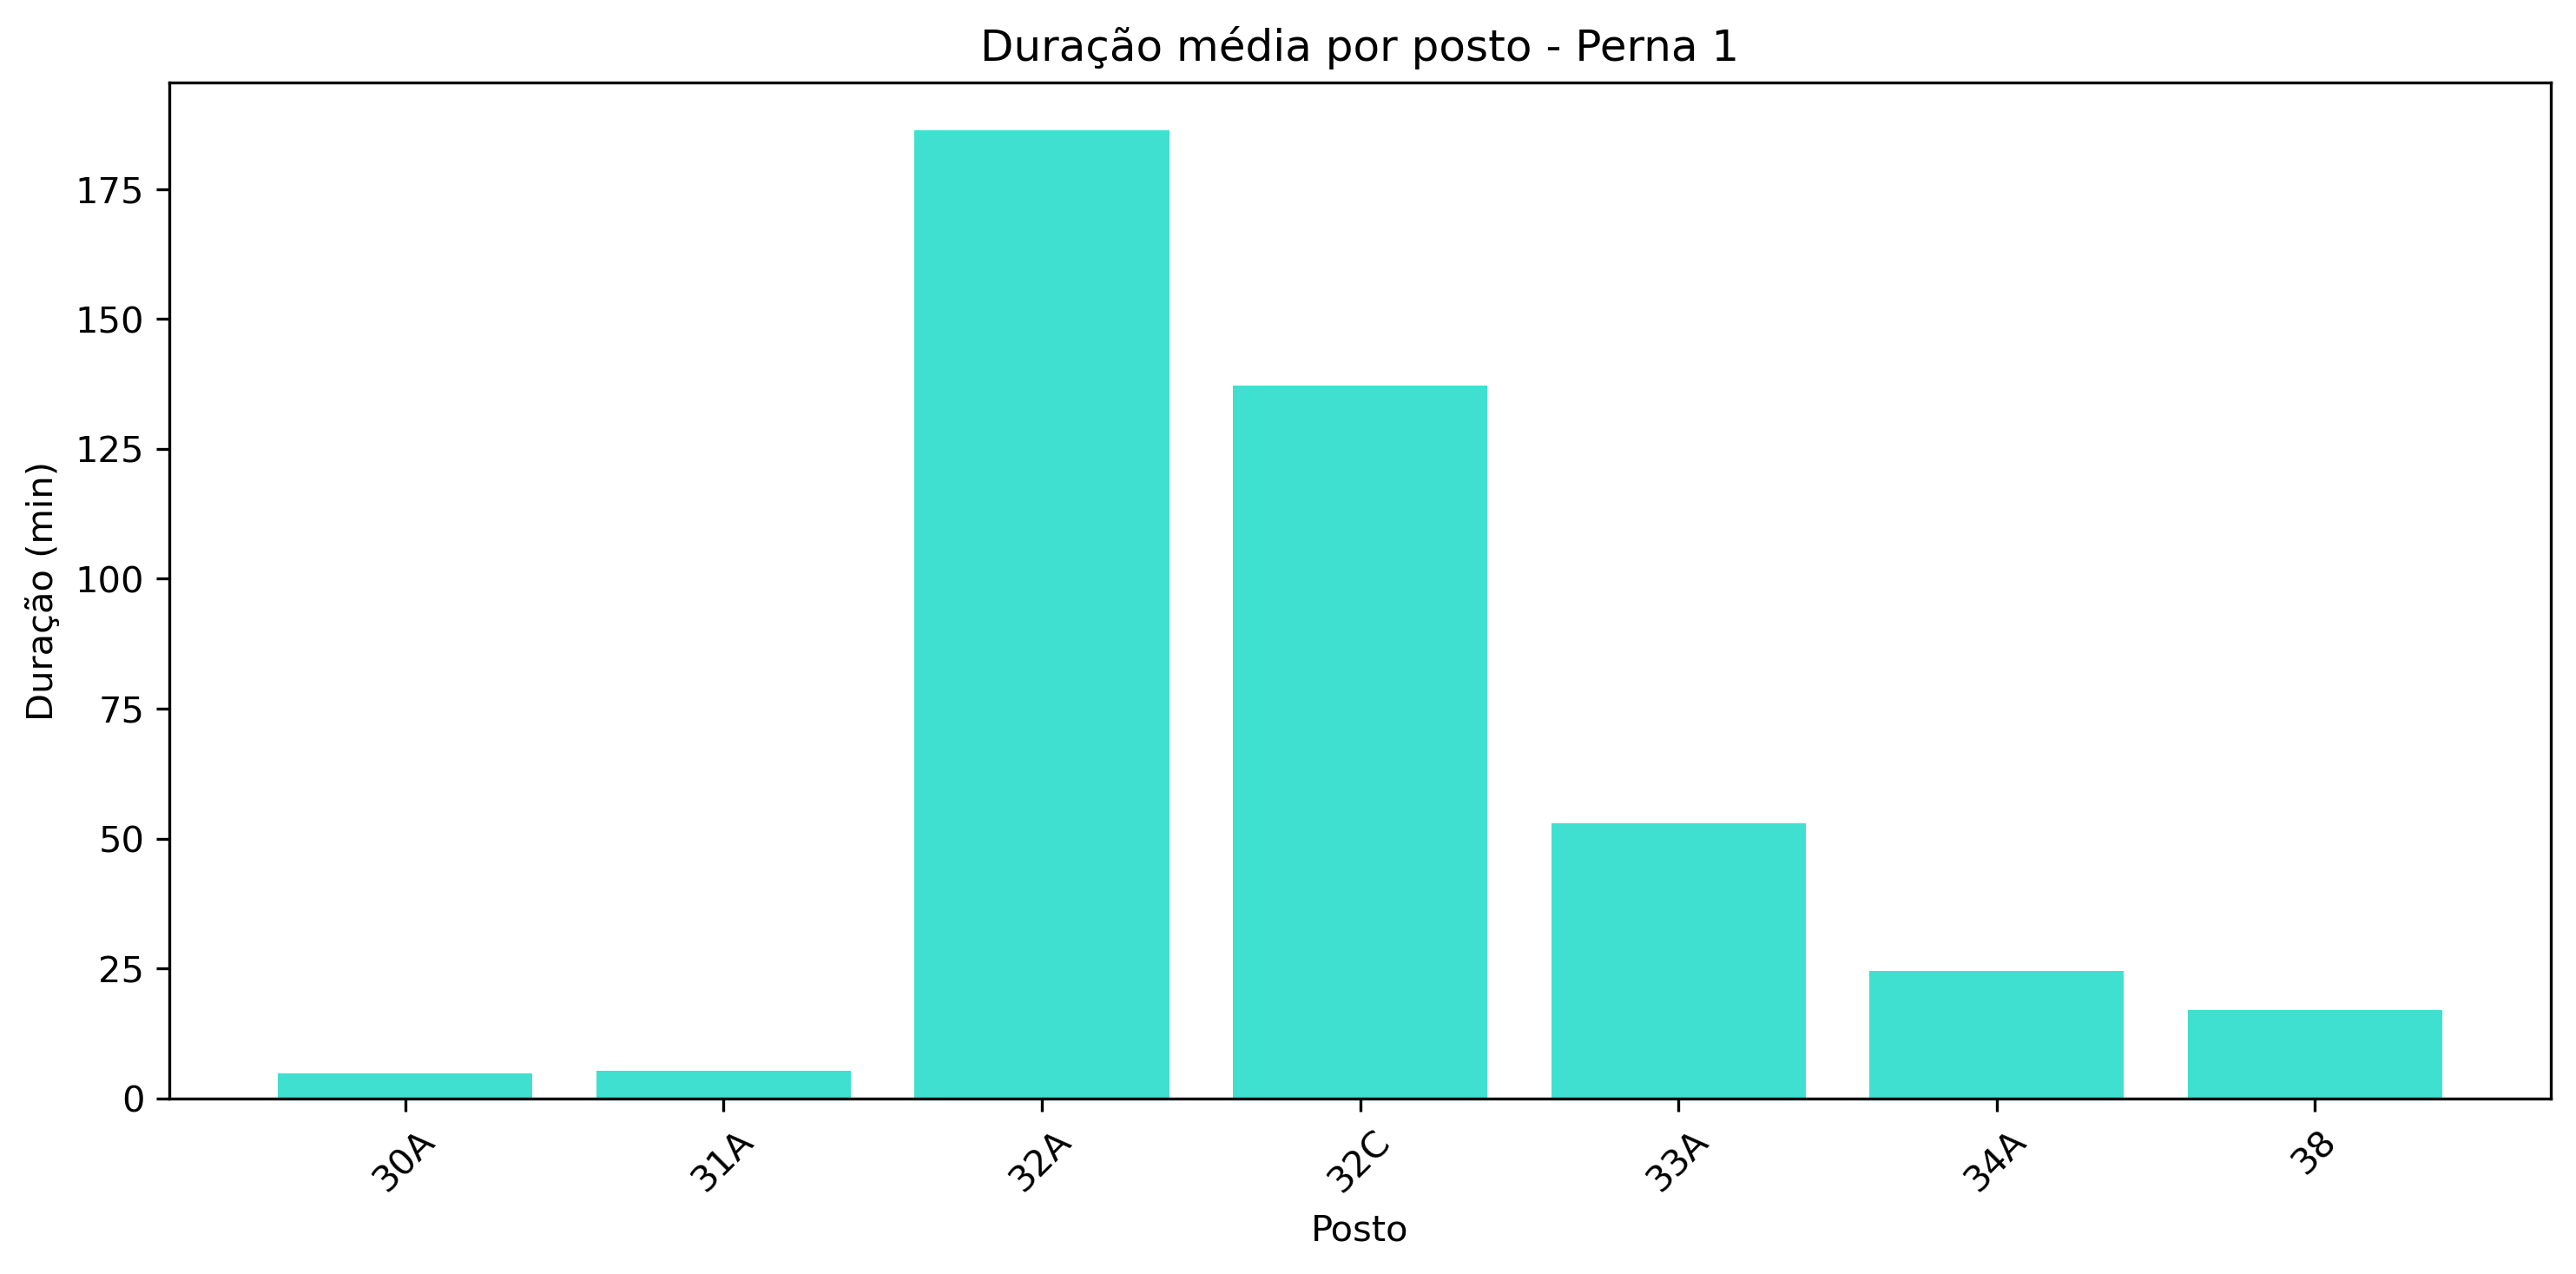 Duração média por posto - Perna 1
Duração (min)
175
150
125
100
75
50
25
0
30A
31A
32A
32C
33A
34A
38
Posto